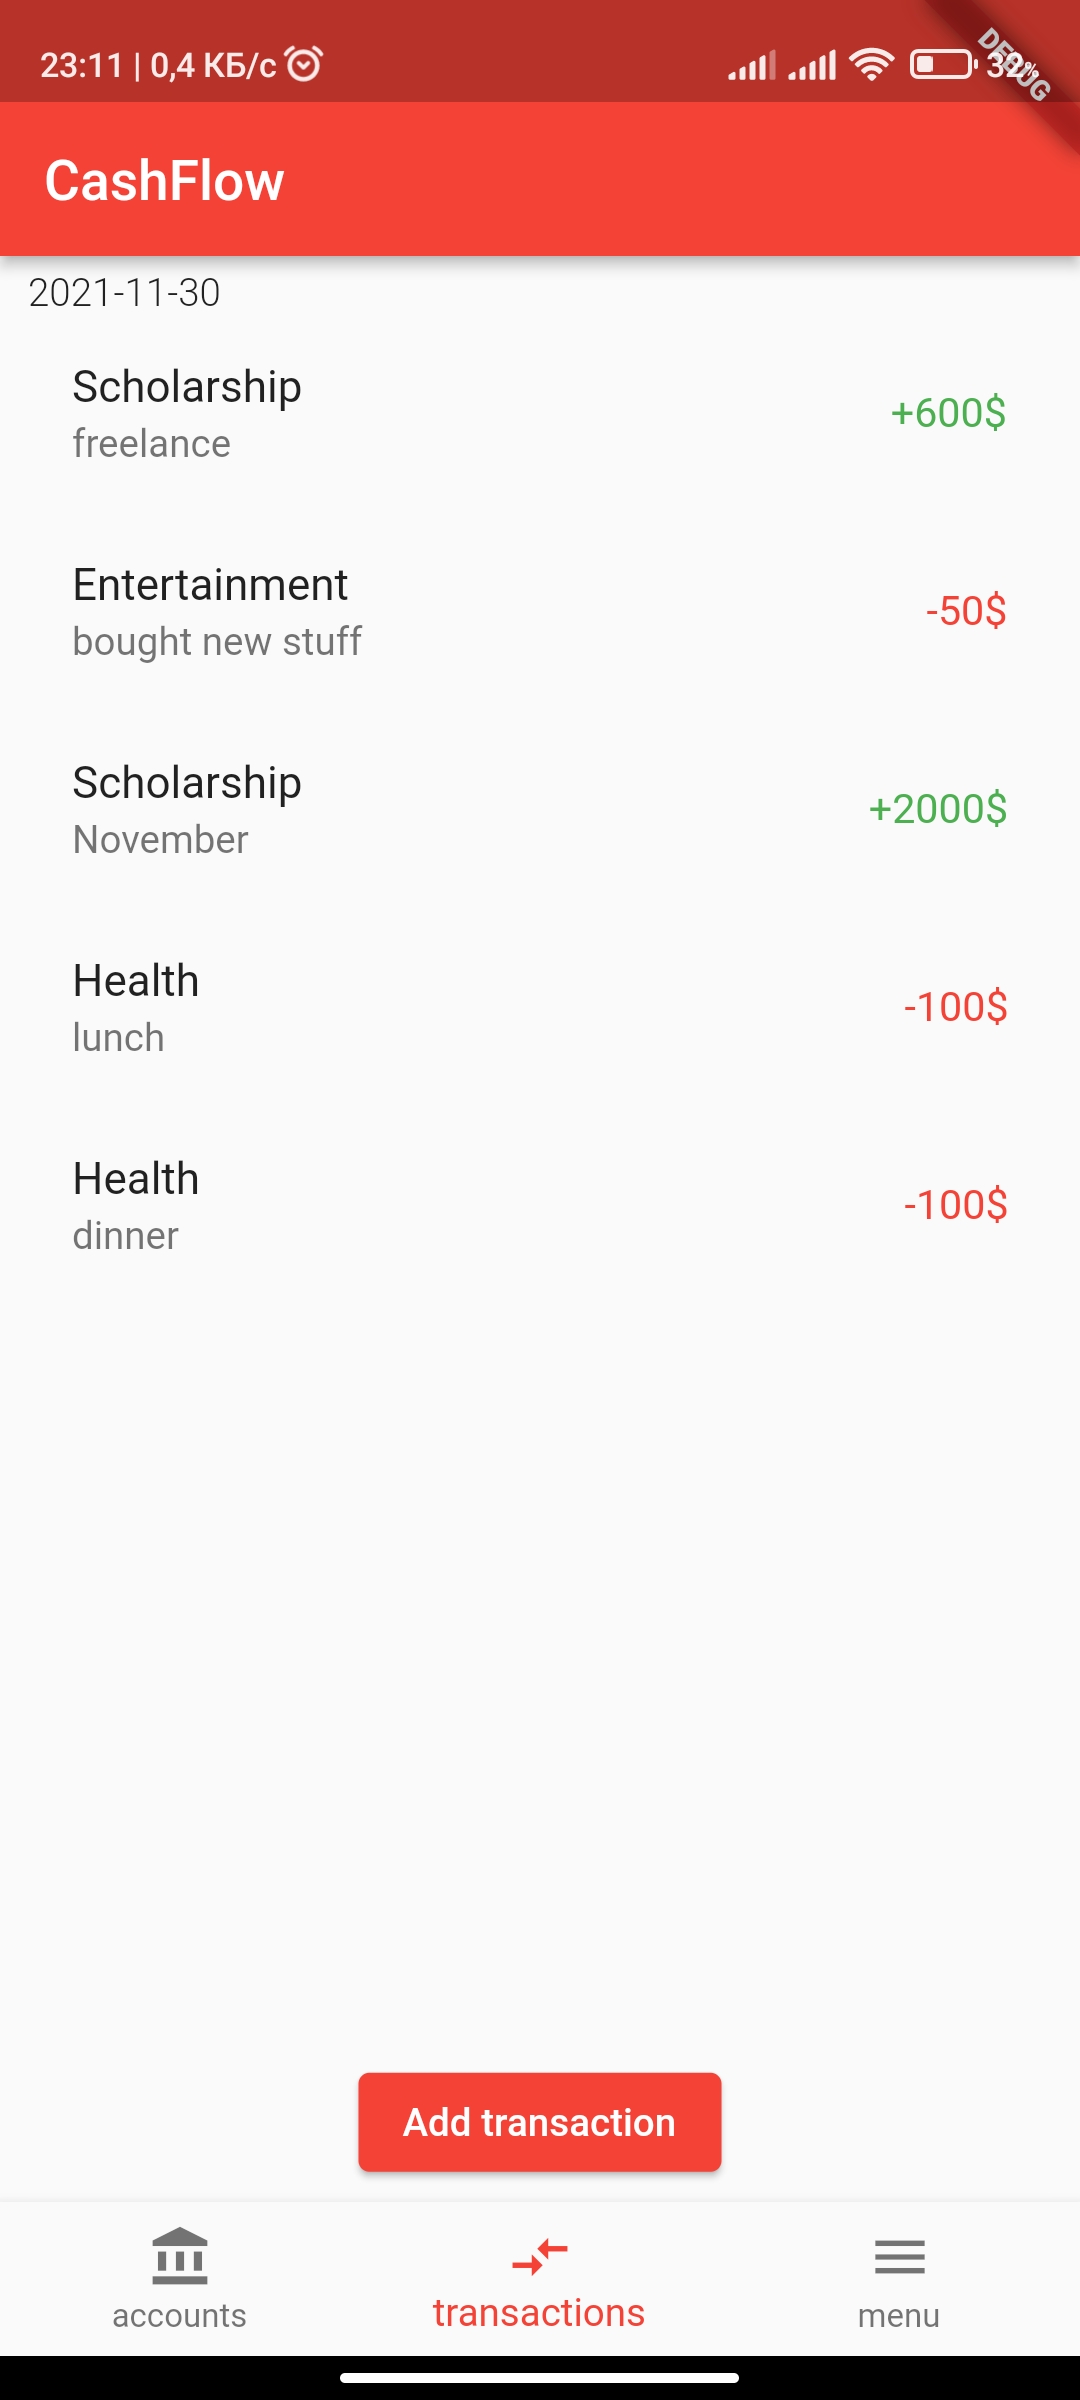 23:11 | 0,4 КБ/с
32%
DEBUG
CashFlow
2021-11-30
Scholarship
+600$
freelance
Entertainment
-50$
bought new stuff
Scholarship
+2000$
November
Health
-100$
lunch
Health
-100$
dinner
Add transaction
accounts
transactions
menu